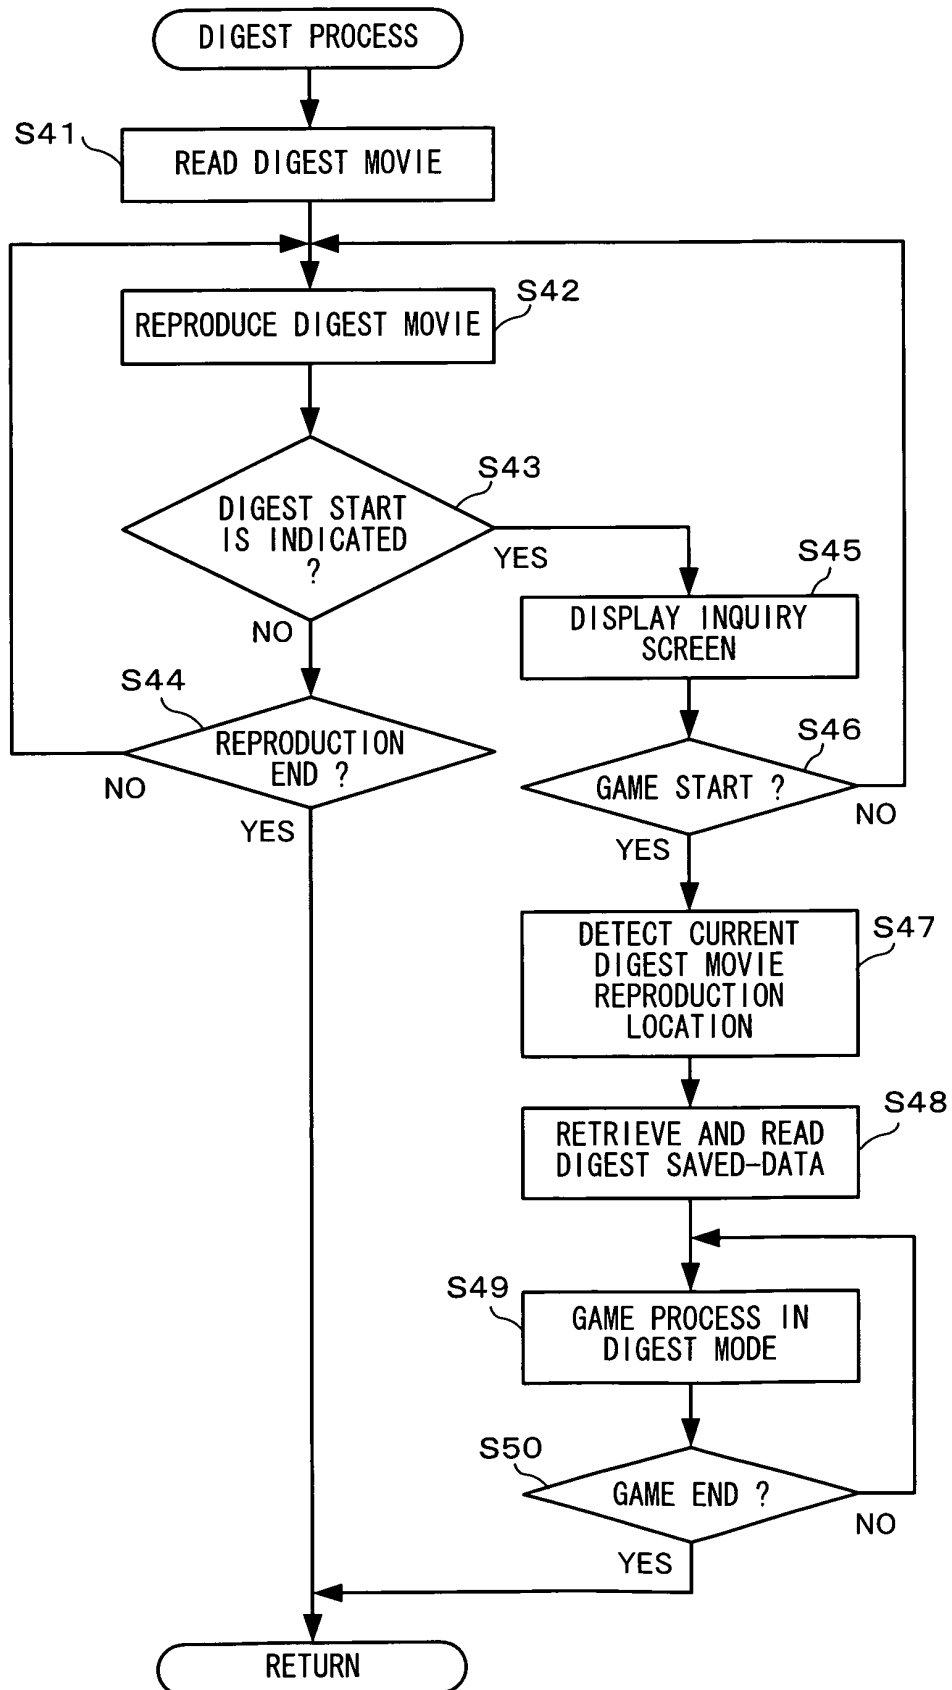 DIGEST PROCESS
S41
READ DIGEST MOVIE
S42
REPRODUCE DIGEST MOVIE
S43
DIGEST START
IS INDICATED
?
YES
NO
S44
REPRODUCTION
END ?
NO
YES
S45
DISPLAY INQUIRY
SCREEN
S46
GAME START ?
NO
YES
S47
DETECT CURRENT
DIGEST MOVIE
REPRODUCTION
LOCATION
S48
RETRIEVE AND READ
DIGEST SAVED-DATA
S49
GAME PROCESS IN
DIGEST MODE
S50
GAME END ?
NO
YES
RETURN